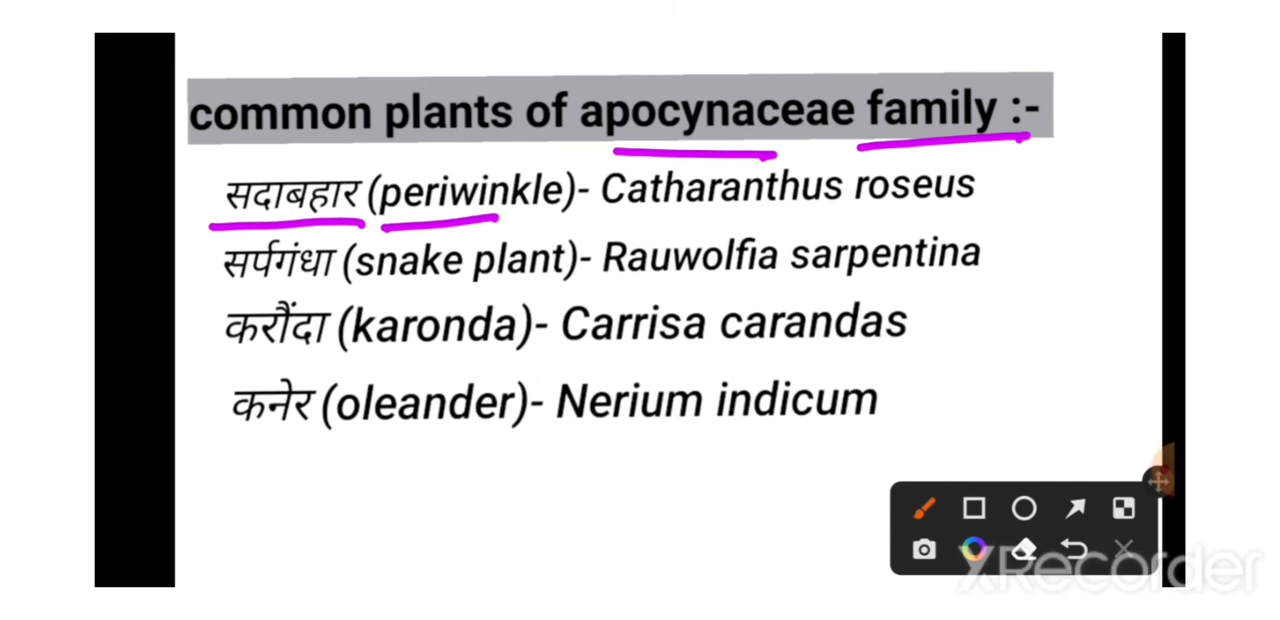 common plants of apocynaceae family :-
सदाबहार (periwinkle)- Catharanthus roseus
सर्पगंधा (snake plant)- Rauwolfia sarpentina
करौंदा (karonda)- Carrisa carandas
कनेर (oleander)- Nerium indicum
XRecorder